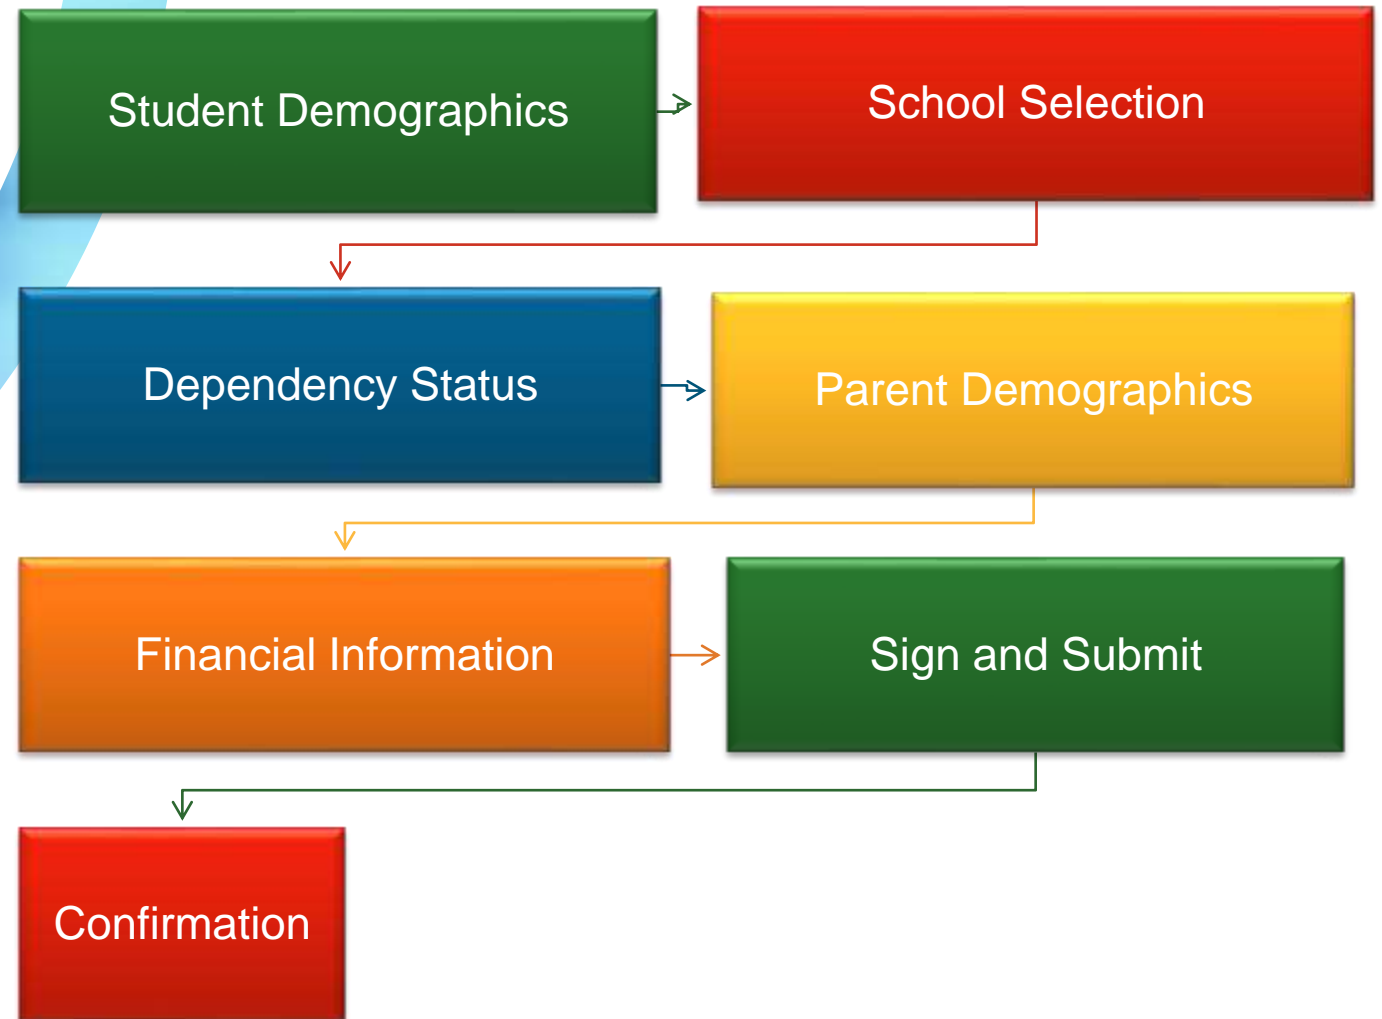 Student Demographics
School Selection
Dependency Status
Parent Demographics
Financial Information
Sign and Submit
Confirmation